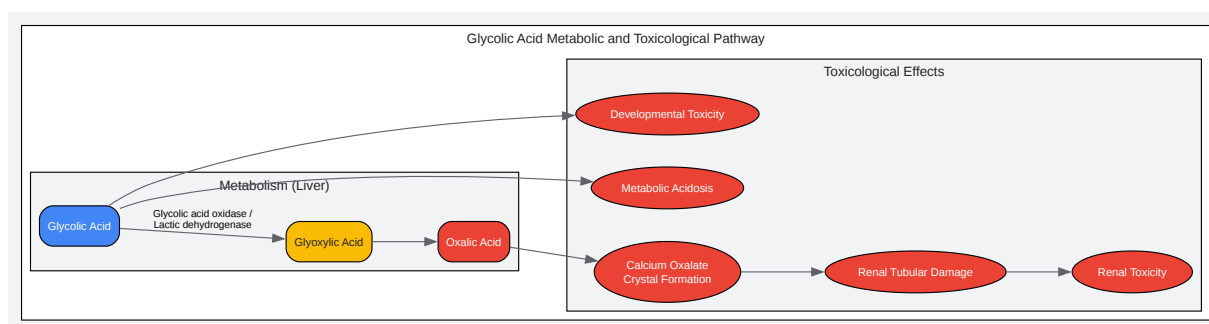 Glycolic Acid Metabolic and Toxicological Pathway
Toxicological Effects
Developmental Toxicity
Metabolism (Liver)
Metabolic Acidosis
Glycolic Acid
Glycolic acid oxidase /
Lactic dehydrogenase
Glyoxylic Acid
Oxalic Acid
Calcium Oxalate
Crystal Formation
Renal Tubular Damage
Renal Toxicity